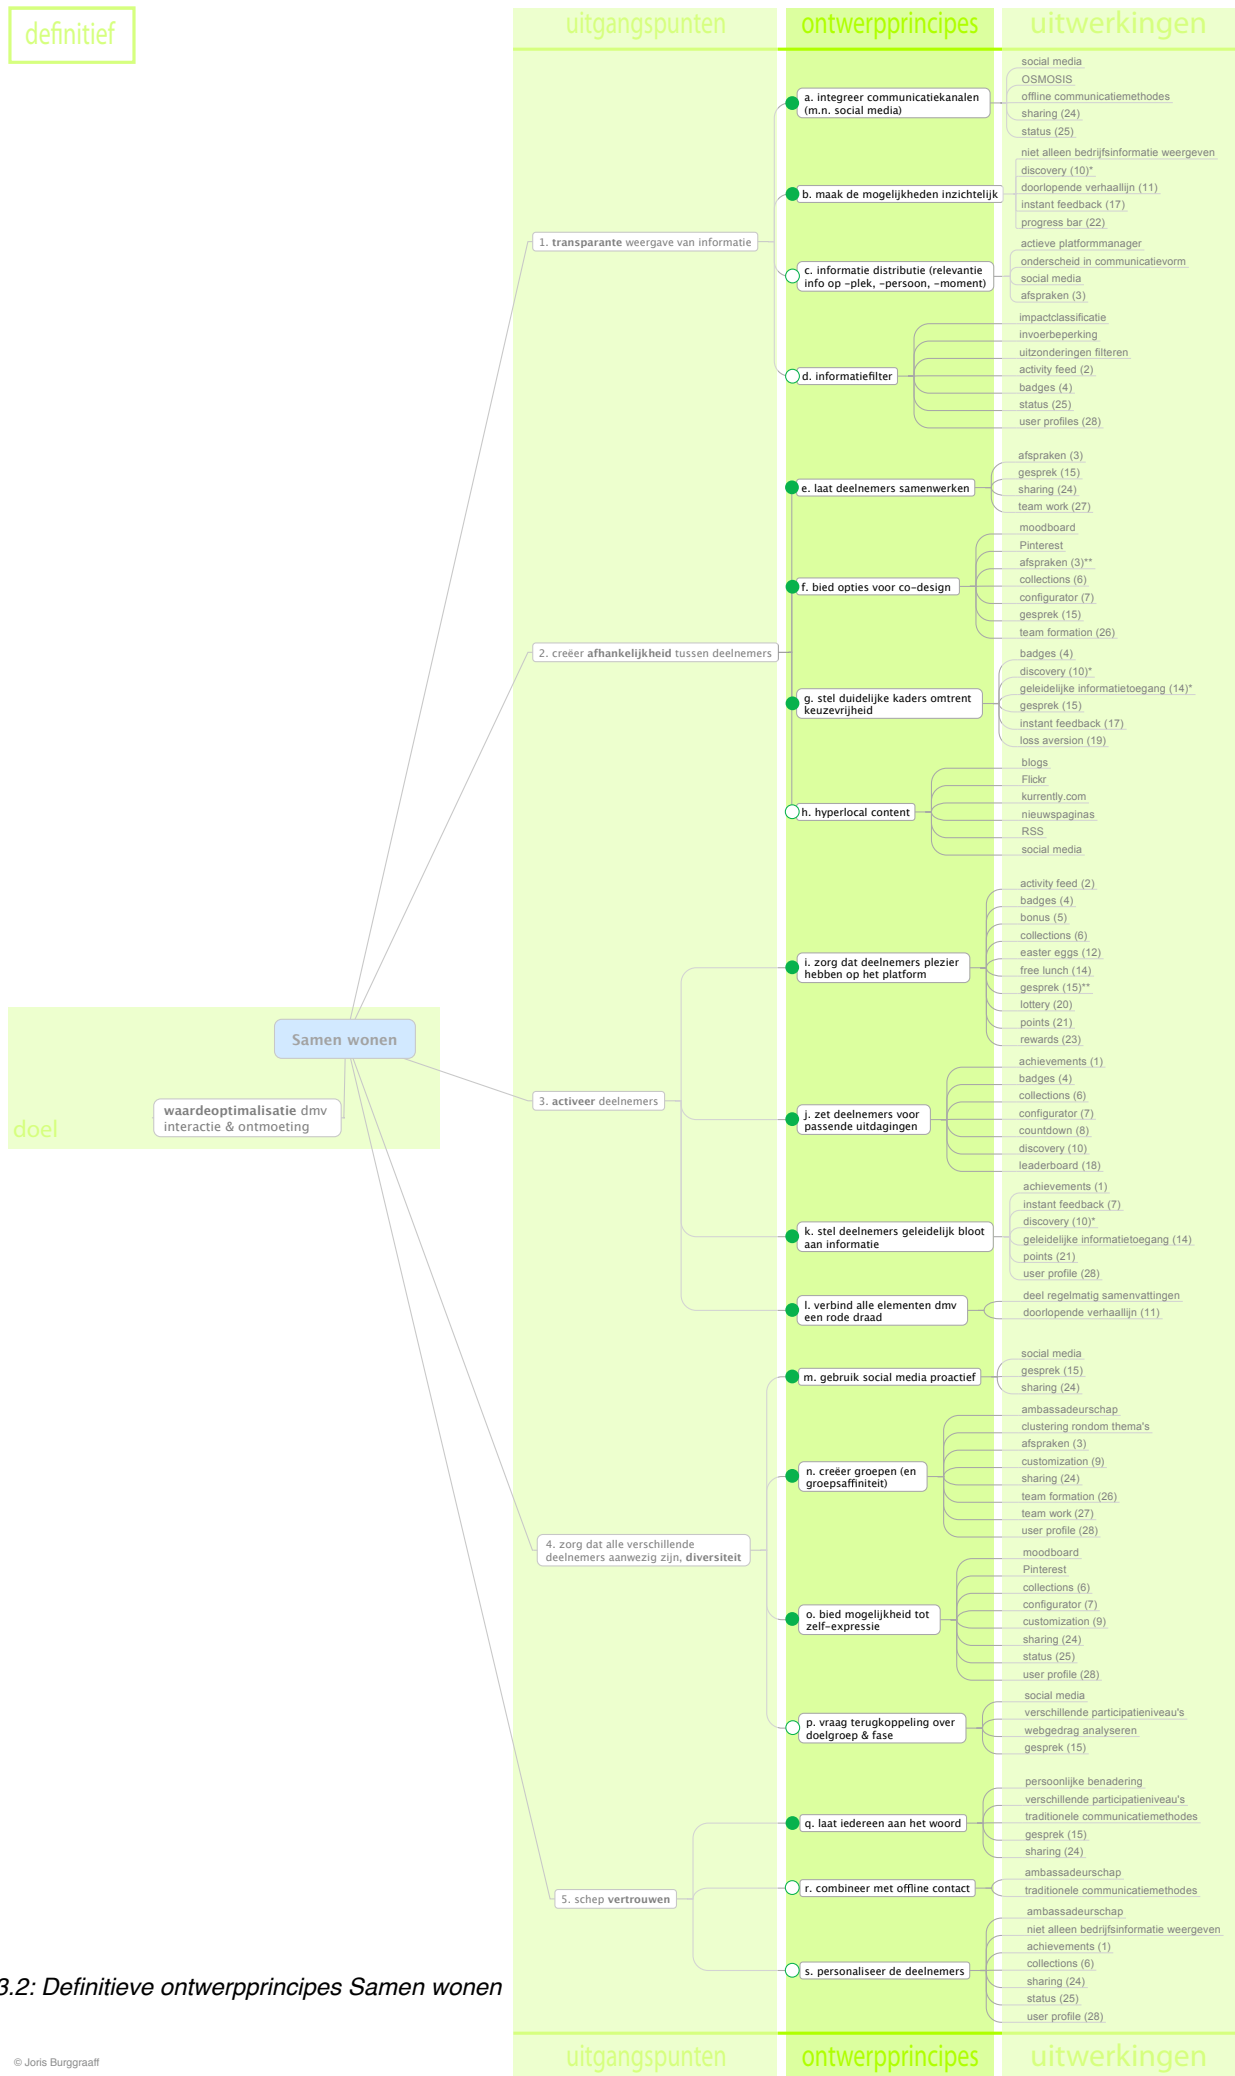 definitief
uitgangspunten
ontwerpprincipes
uitwerkingen
Samen wonen
waardeoptimalisatie dmv
interactie & ontmoeting
doel
1. transparante weergave van informatie
a. integreer communicatiekanalen
(m.n. social media)
social media
OSMOSIS
offline communicatiemethodes
sharing (24)
status (25)
b. maak de mogelijkheden inzichtelijk
niet alleen bedrijfsinformatie weergeven
discovery (10)*
doorlopende verhaallijn (11)
instant feedback (17)
progress bar (22)
c. informatie distributie (relevantie
info op -plek, -persoon, -moment)
actieve platformmanager
onderscheid in communicatievorm
social media
afspraken (3)
d. informatiefilter
impactclassificatie
invoerbeperking
uitzonderingen filteren
activity feed (2)
badges (4)
status (25)
user profiles (28)
2. creëer afhankelijkheid tussen deelnemers
e. laat deelnemers samenwerken
afspraken (3)
gesprek (15)
sharing (24)
team work (27)
f. bied opties voor co-design
moodboard
Pinterest
afspraken (3)**
collections (6)
configurator (7)
gesprek (15)
team formation (26)
g. stel duidelijke kaders omtrent
keuzevrijheid
badges (4)
discovery (10)*
geleidelijke informatietoegang (14)*
gesprek (15)
instant feedback (17)
loss aversion (19)
h. hyperlocal content
blogs
Flickr
kurrently.com
nieuwspaginas
RSS
social media
3. activeer deelnemers
i. zorg dat deelnemers plezier
hebben op het platform
activity feed (2)
badges (4)
bonus (5)
collections (6)
easter eggs (12)
free lunch (14)
gesprek (15)**
lottery (20)
points (21)
rewards (23)
j. zet deelnemers voor
passende uitdagingen
achievements (1)
badges (4)
collections (6)
configurator (7)
countdown (8)
discovery (10)
leaderboard (18)
k. stel deelnemers geleidelijk bloot
aan informatie
achievements (1)
instant feedback (7)
discovery (10)*
geleidelijke informatietoegang (14)
points (21)
user profile (28)
l. verbind alle elementen dmv
een rode draad
deel regelmatig samenvattingen
doorlopende verhaallijn (11)
4. zorg dat alle verschillende
deelnemers aanwezig zijn, diversiteit
m. gebruik social media proactief
social media
gesprek (15)
sharing (24)
n. creëer groepen (en
groepsaffiniteit)
ambassadeurschap
clustering rondom thema's
afspraken (3)
customization (9)
sharing (24)
team formation (26)
team work (27)
user profile (28)
o. bied mogelijkheid tot
zelf-expressie
moodboard
Pinterest
collections (6)
configurator (7)
customization (9)
sharing (24)
status (25)
user profile (28)
p. vraag terugkoppeling over
doelgroep & fase
social media
verschillende participatieniveau's
webgedrag analyseren
gesprek (15)
5. schep vertrouwen
q. laat iedereen aan het woord
persoonlijke benadering
verschillende participatieniveau's
traditionele communicatiemethodes
gesprek (15)
sharing (24)
r. combineer met offline contact
ambassadeurschap
traditionele communicatiemethodes
s. personaliseer de deelnemers
ambassadeurschap
niet alleen bedrijfsinformatie weergeven
achievements (1)
collections (6)
sharing (24)
status (25)
user profile (28)
3.2: Definitieve ontwerpprincipes Samen wonen
© Joris Burggraaff
uitgangspunten
ontwerpprincipes
uitwerkingen